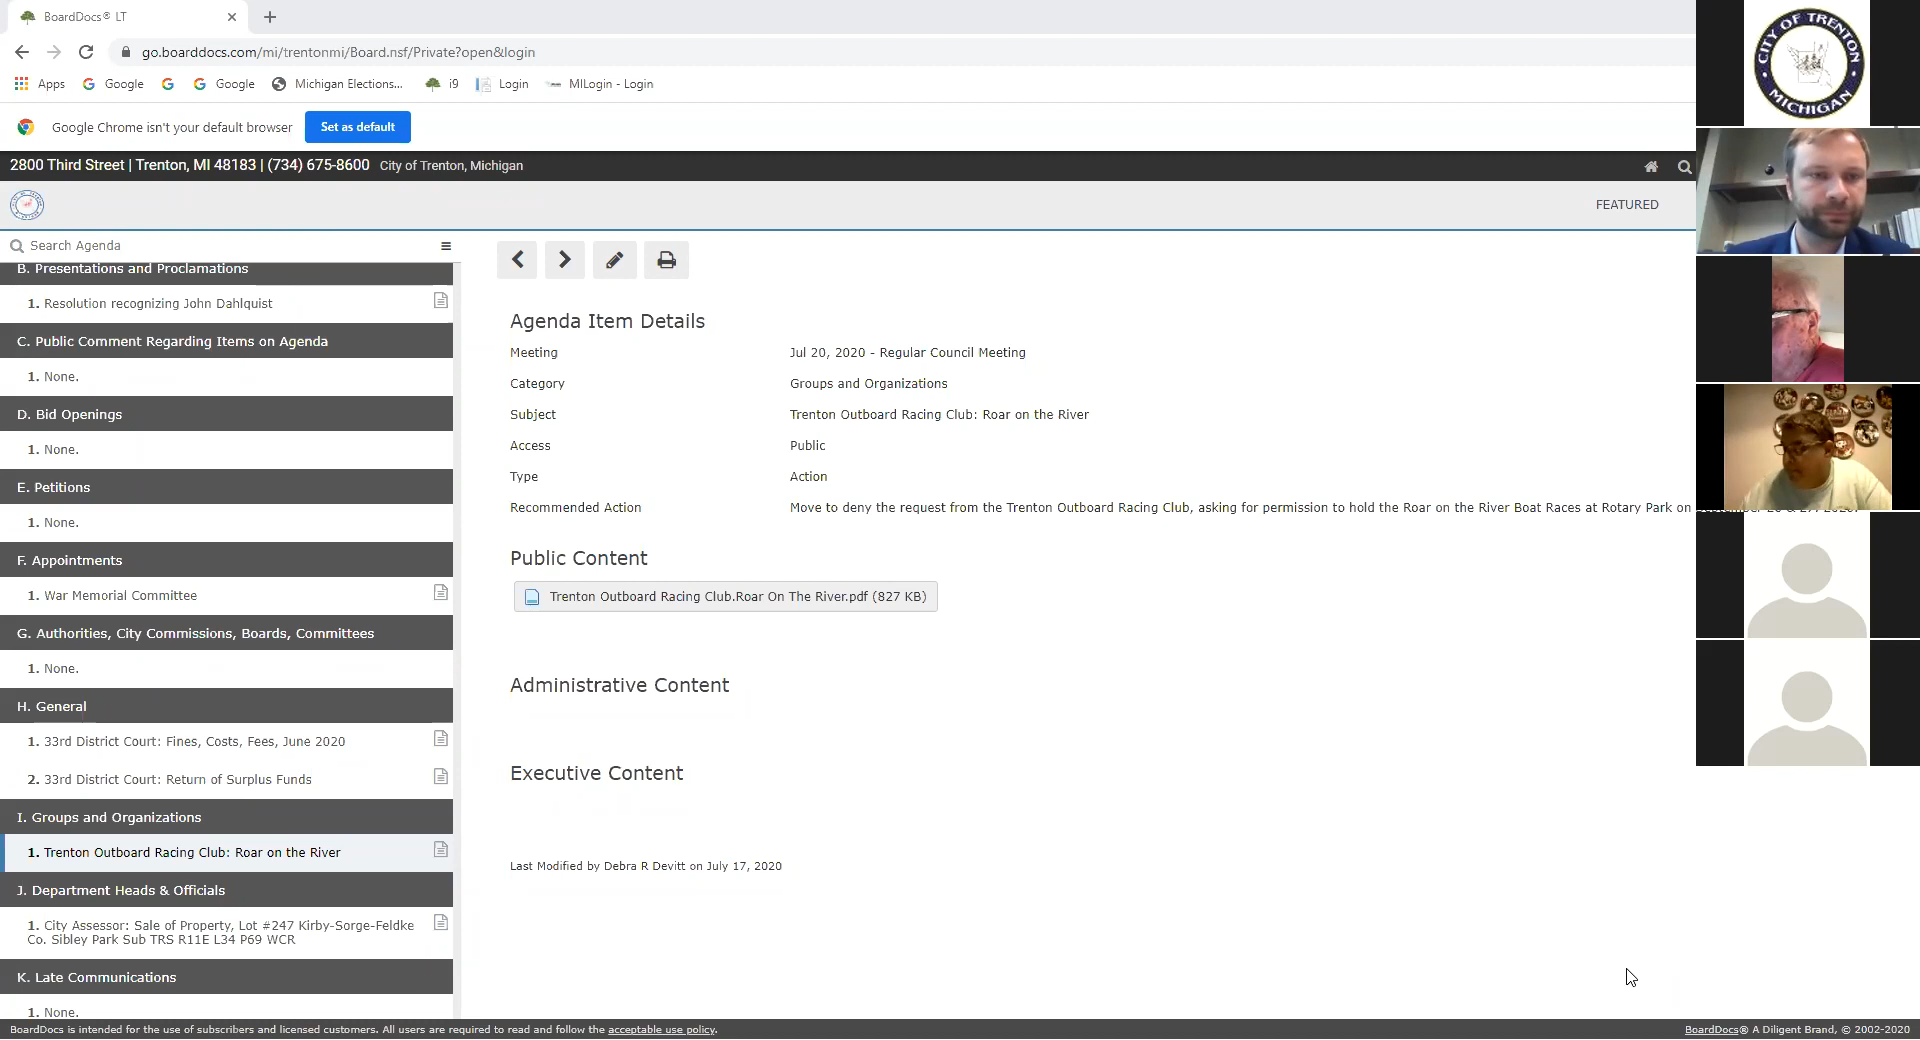 BoardDocs® LT
go.boarddocs.com/mi/trentonmi/Board.nsf/Private?open&login
Apps Google Google Michigan Elections... i9 Login MILogin - Login
Google Chrome isn't your default browser Set as default
2800 Third Street | Trenton, MI 48183 | (734) 675-8600 City of Trenton, Michigan
FEATURED
CITY OF TRENTON
MICHIGAN
Search Agenda
B. Presentations and Proclamations
1. Resolution recognizing John Dahlquist
C. Public Comment Regarding Items on Agenda
1. None.
D. Bid Openings
1. None.
E. Petitions
1. None.
F. Appointments
1. War Memorial Committee
G. Authorities, City Commissions, Boards, Committees
1. None.
H. General
1. 33rd District Court: Fines, Costs, Fees, June 2020
2. 33rd District Court: Return of Surplus Funds
I. Groups and Organizations
1. Trenton Outboard Racing Club: Roar on the River
J. Department Heads & Officials
1. City Assessor: Sale of Property, Lot #247 Kirby-Sorge-Feldke
Co. Sibley Park Sub TRS R11E L34 P69 WCR
K. Late Communications
1. None.
Agenda Item Details
Meeting Jul 20, 2020 - Regular Council Meeting
Category Groups and Organizations
Subject Trenton Outboard Racing Club: Roar on the River
Access Public
Type Action
Recommended Action Move to deny the request from the Trenton Outboard Racing Club, asking for permission to hold the Roar on the River Boat Races at Rotary Park on
Public Content
Trenton Outboard Racing Club.Roar On The River.pdf (827 KB)
Administrative Content
Executive Content
Last Modified by Debra R Devitt on July 17, 2020
BoardDocs is intended for the use of subscribers and licensed customers. All users are required to read and follow the acceptable use policy.
BoardDocs® A Diligent Brand, © 2002-2020